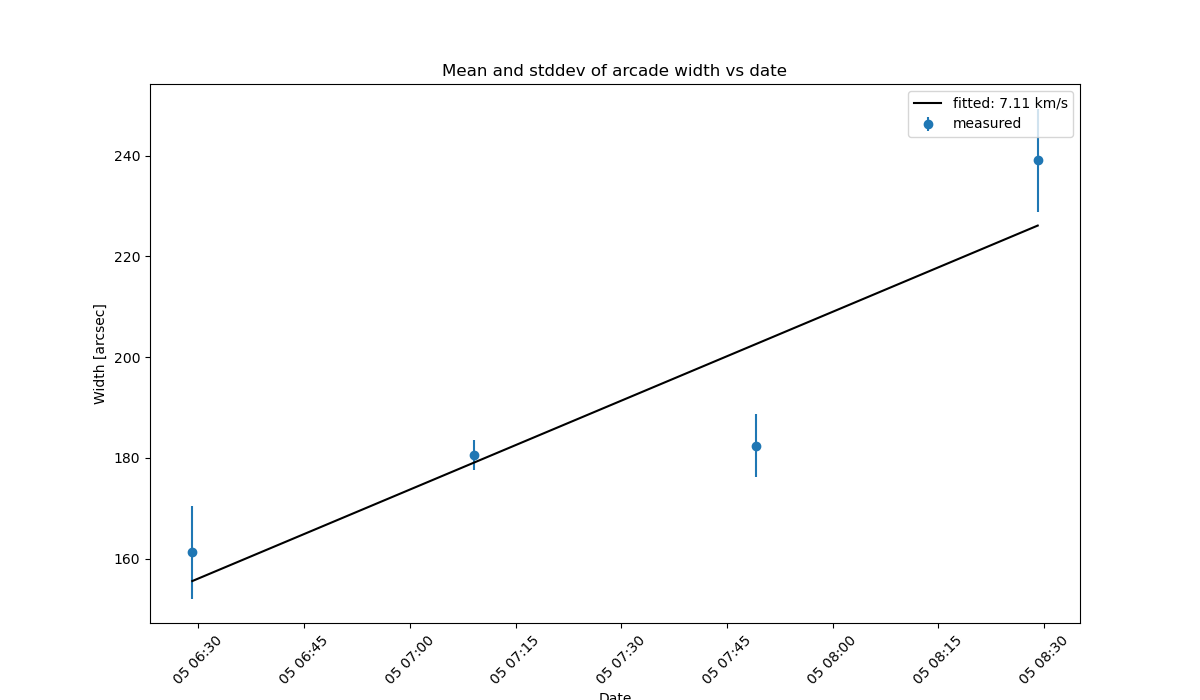 Mean and stddev of arcade width vs date
fitted: 7.11 km/s
measured
240
220
200
180
160
Width [arcsec]
05 06:30
05 06:45
05 07:00
05 07:15
05 07:30
05 07:45
05 08:00
05 08:15
05 08:30
Date